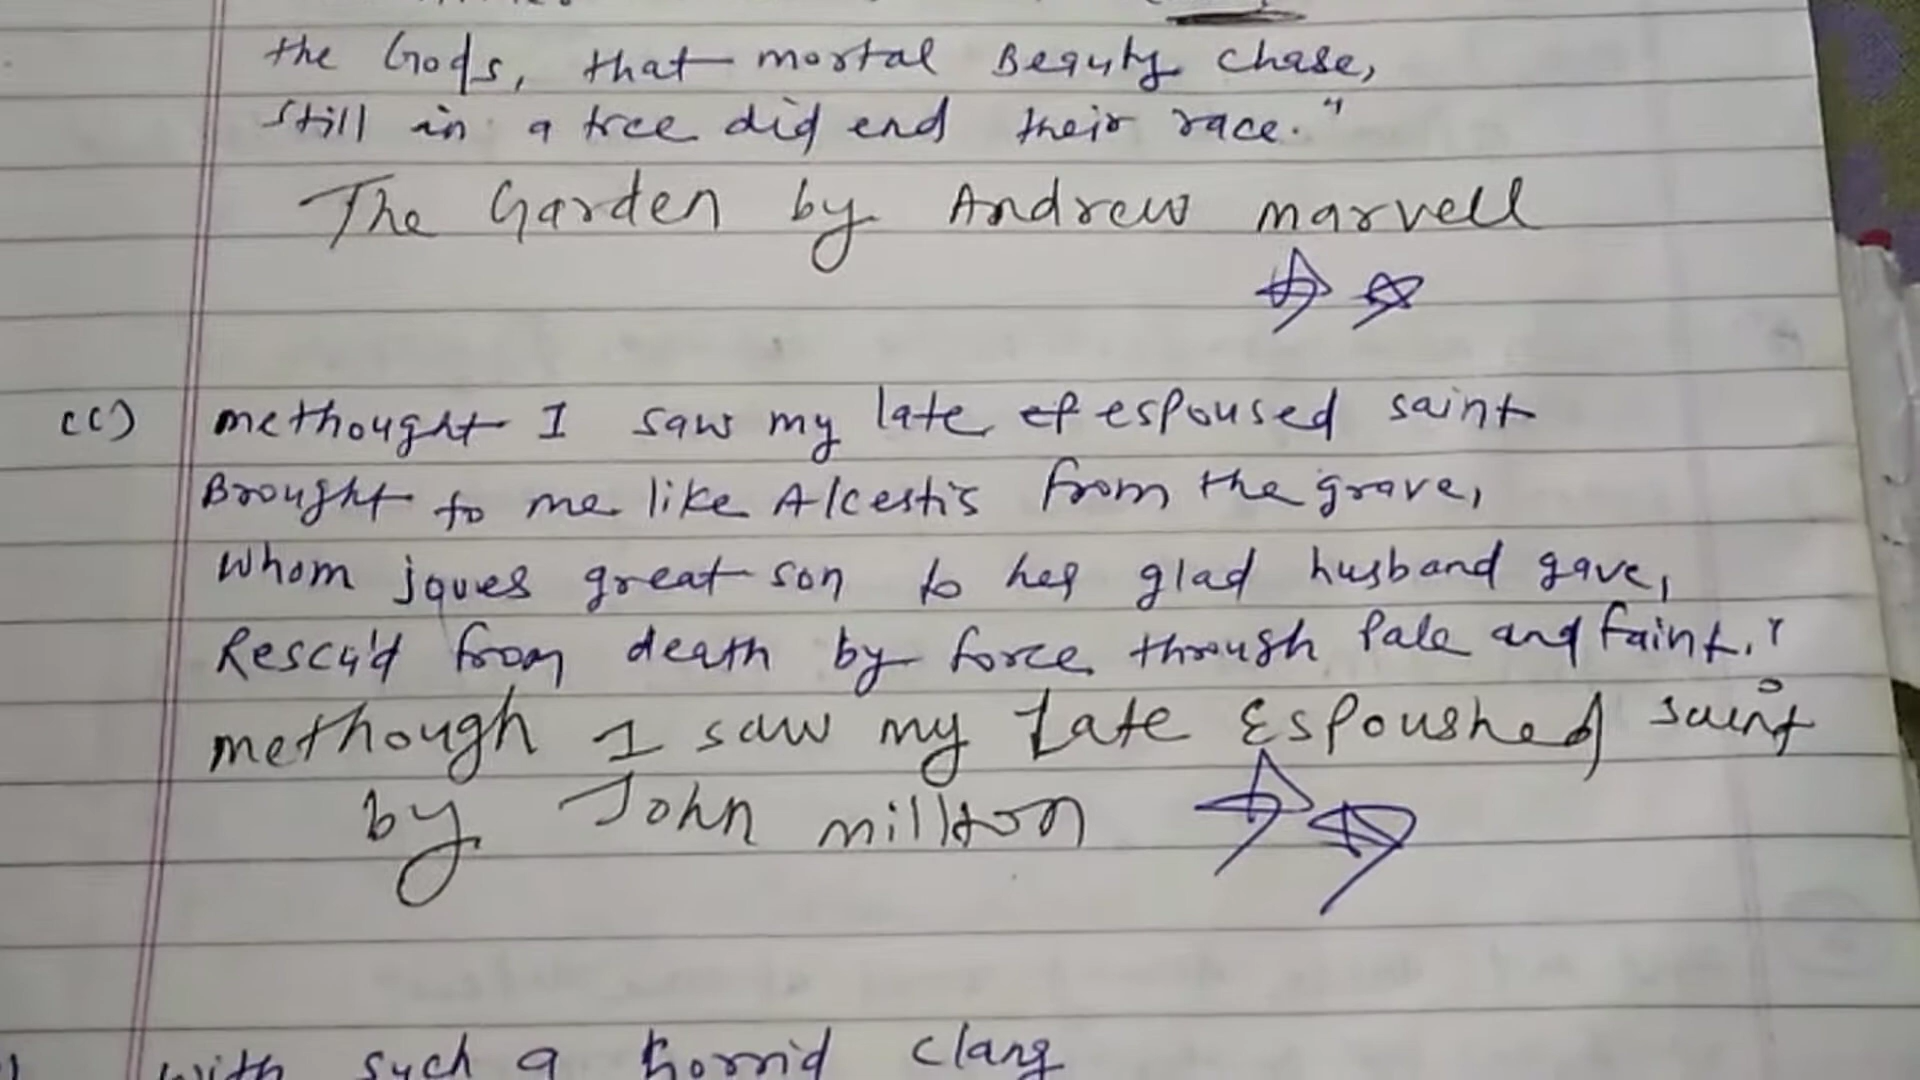 the Gods, that mortal Beauty chase,
still in a tree did end their race."
The Garden by Andrew marvell
(c) methought I saw my late espoused saint
Brought to me like Alcestis from the grave,
whom joves great son to her glad husband gave,
Rescu'd from death by force through Pale and faint."
methough I saw my Late Espoushed saint
by John millton
with such a horrid clang